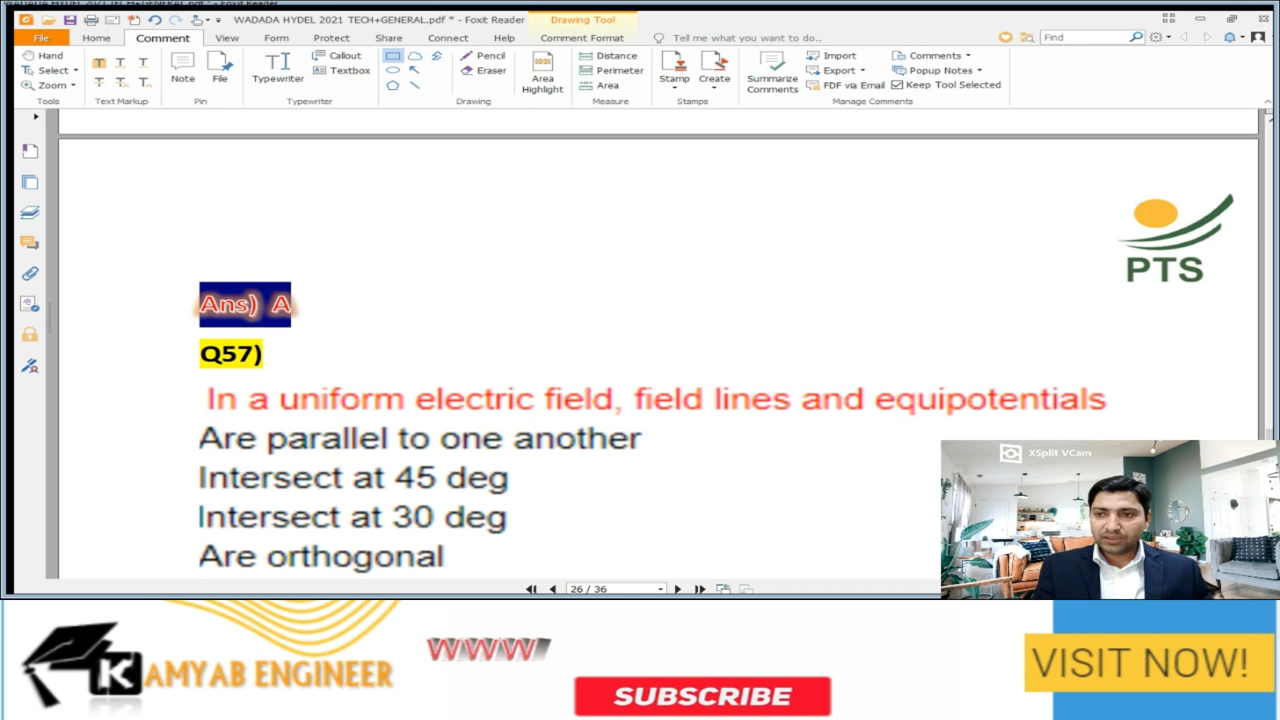 WADADA HYDEL 2021 TECH+GENERAL.pdf * - Foxit Reader
Drawing Tool
File Home Comment View Form Protect Share Connect Help Comment Format Tell me what you want to do.. Find
Hand
Select
Zoom
Tools
T T T
T T T
Text Markup
Note
File
Pin
Typewriter
Callout
Textbox
Typewriter
Pencil
Eraser
Drawing
Area
Highlight
Distance
Perimeter
Area
Measure
Stamp
Create
Stamps
Summarize
Comments
Import
Export
FDF via Email
Comments
Popup Notes
Keep Tool Selected
Manage Comments
PTS
Ans) A
Q57)
In a uniform electric field, field lines and equipotentials
Are parallel to one another
Intersect at 45 deg
Intersect at 30 deg
Are orthogonal
XSplit VCam
26 / 36
KAMYAB ENGINEER
WWW
SUBSCRIBE
VISIT NOW!